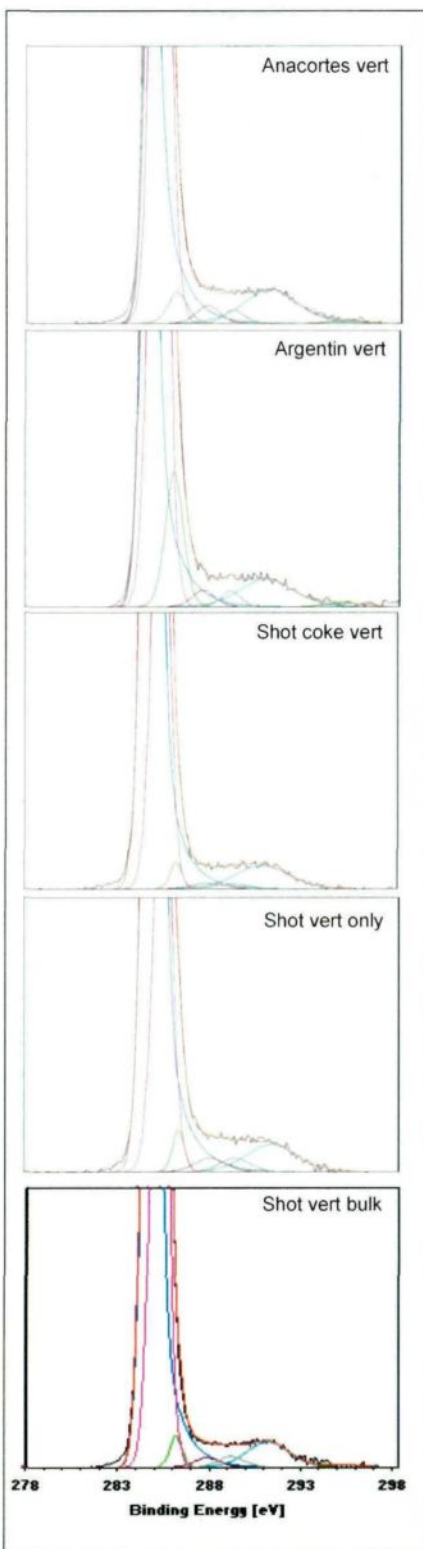 Anacortes vert
Argentin vert
Shot coke vert
Shot vert only
Shot vert bulk
278 283 288 293 298
Binding Energy [eV]